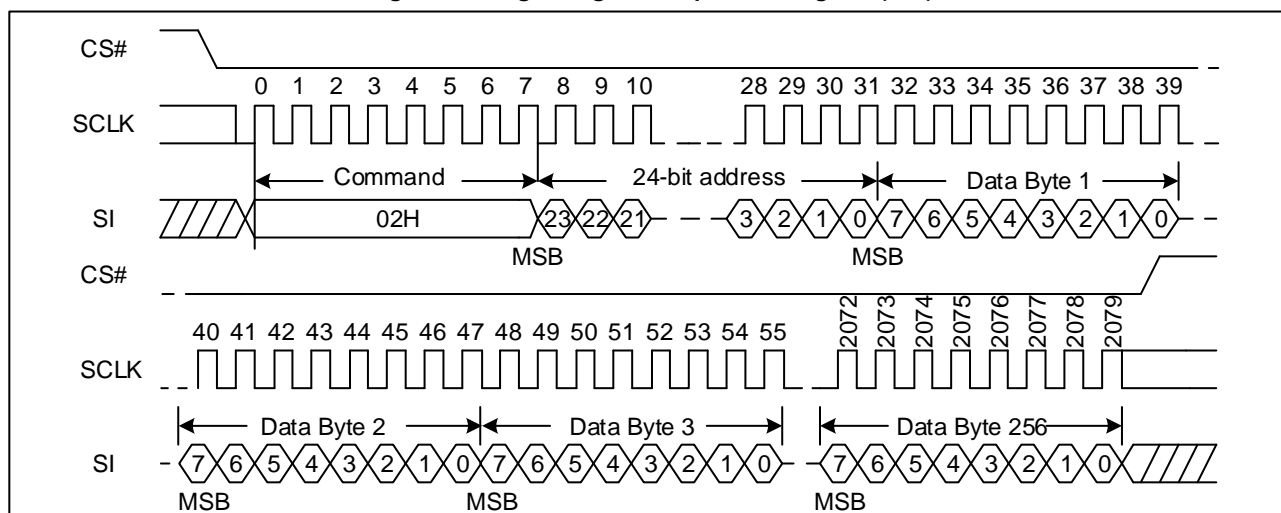 CS#
0 1 2 3 4 5 6 7 8 9 10 28 29 30 31 32 33 34 35 36 37 38 39
SCLK
Command 24-bit address Data Byte 1
SI 02H 23 22 21 3 2 1 0 7 6 5 4 3 2 1 0
MSB MSB
CS#
40 41 42 43 44 45 46 47 48 49 50 51 52 53 54 55 2072 2073 2074 2075 2076 2077 2078 2079
SCLK
Data Byte 2 Data Byte 3 Data Byte 256
SI 7 6 5 4 3 2 1 0 7 6 5 4 3 2 1 0 7 6 5 4 3 2 1 0
MSB MSB MSB